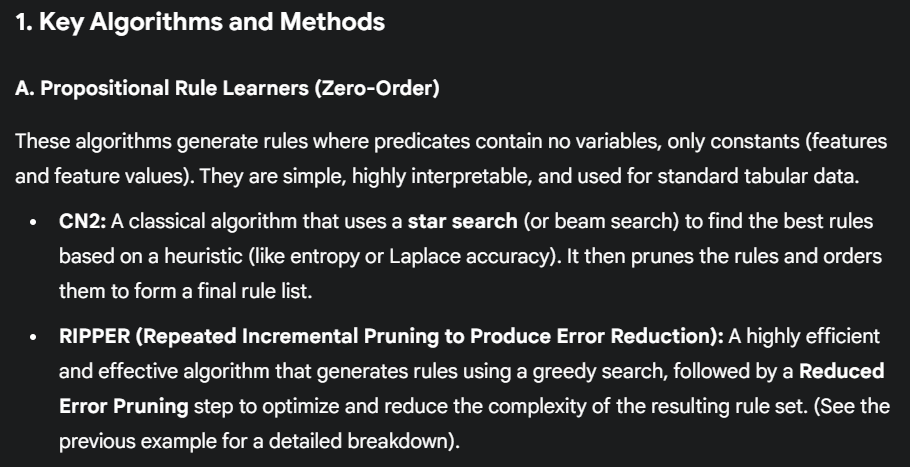 1. Key Algorithms and Methods
A. Propositional Rule Learners (Zero-Order)
These algorithms generate rules where predicates contain no variables, only constants (features
and feature values). They are simple, highly interpretable, and used for standard tabular data.
• CN2: A classical algorithm that uses a star search (or beam search) to find the best rules
based on a heuristic (like entropy or Laplace accuracy). It then prunes the rules and orders
them to form a final rule list.
• RIPPER (Repeated Incremental Pruning to Produce Error Reduction): A highly efficient
and effective algorithm that generates rules using a greedy search, followed by a Reduced
Error Pruning step to optimize and reduce the complexity of the resulting rule set. (See the
previous example for a detailed breakdown).